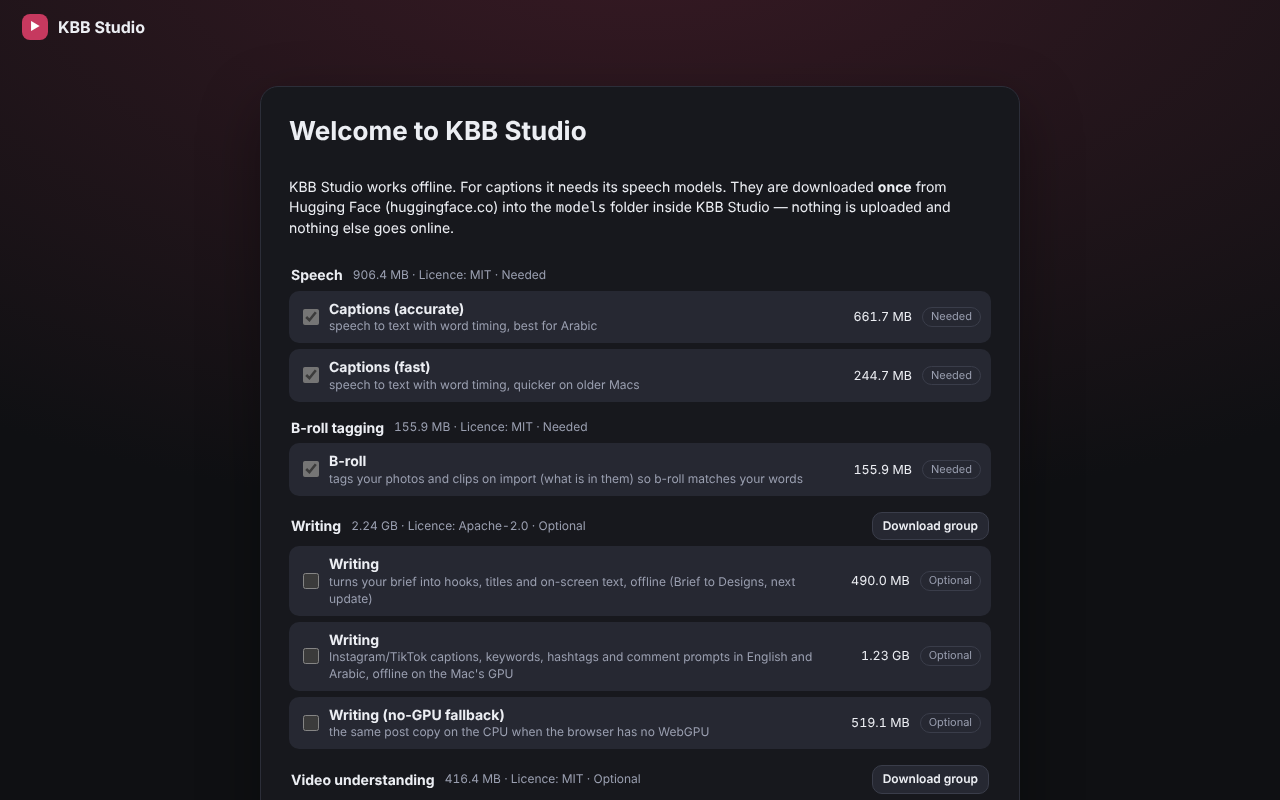 KBB Studio
Welcome to KBB Studio
KBB Studio works offline. For captions it needs its speech models. They are downloaded once from
Hugging Face (huggingface.co) into the models folder inside KBB Studio — nothing is uploaded and
nothing else goes online.
Speech 906.4 MB · Licence: MIT · Needed
Captions (accurate)
speech to text with word timing, best for Arabic
661.7 MB Needed
Captions (fast)
speech to text with word timing, quicker on older Macs
244.7 MB Needed
B-roll tagging 155.9 MB · Licence: MIT · Needed
B-roll
tags your photos and clips on import (what is in them) so b-roll matches your words
155.9 MB Needed
Writing 2.24 GB · Licence: Apache-2.0 · Optional Download group
Writing
turns your brief into hooks, titles and on-screen text, offline (Brief to Designs, next
update)
490.0 MB Optional
Writing
Instagram/TikTok captions, keywords, hashtags and comment prompts in English and
Arabic, offline on the Mac's GPU
1.23 GB Optional
Writing (no-GPU fallback)
the same post copy on the CPU when the browser has no WebGPU
519.1 MB Optional
Video understanding 416.4 MB · Licence: MIT · Optional Download group